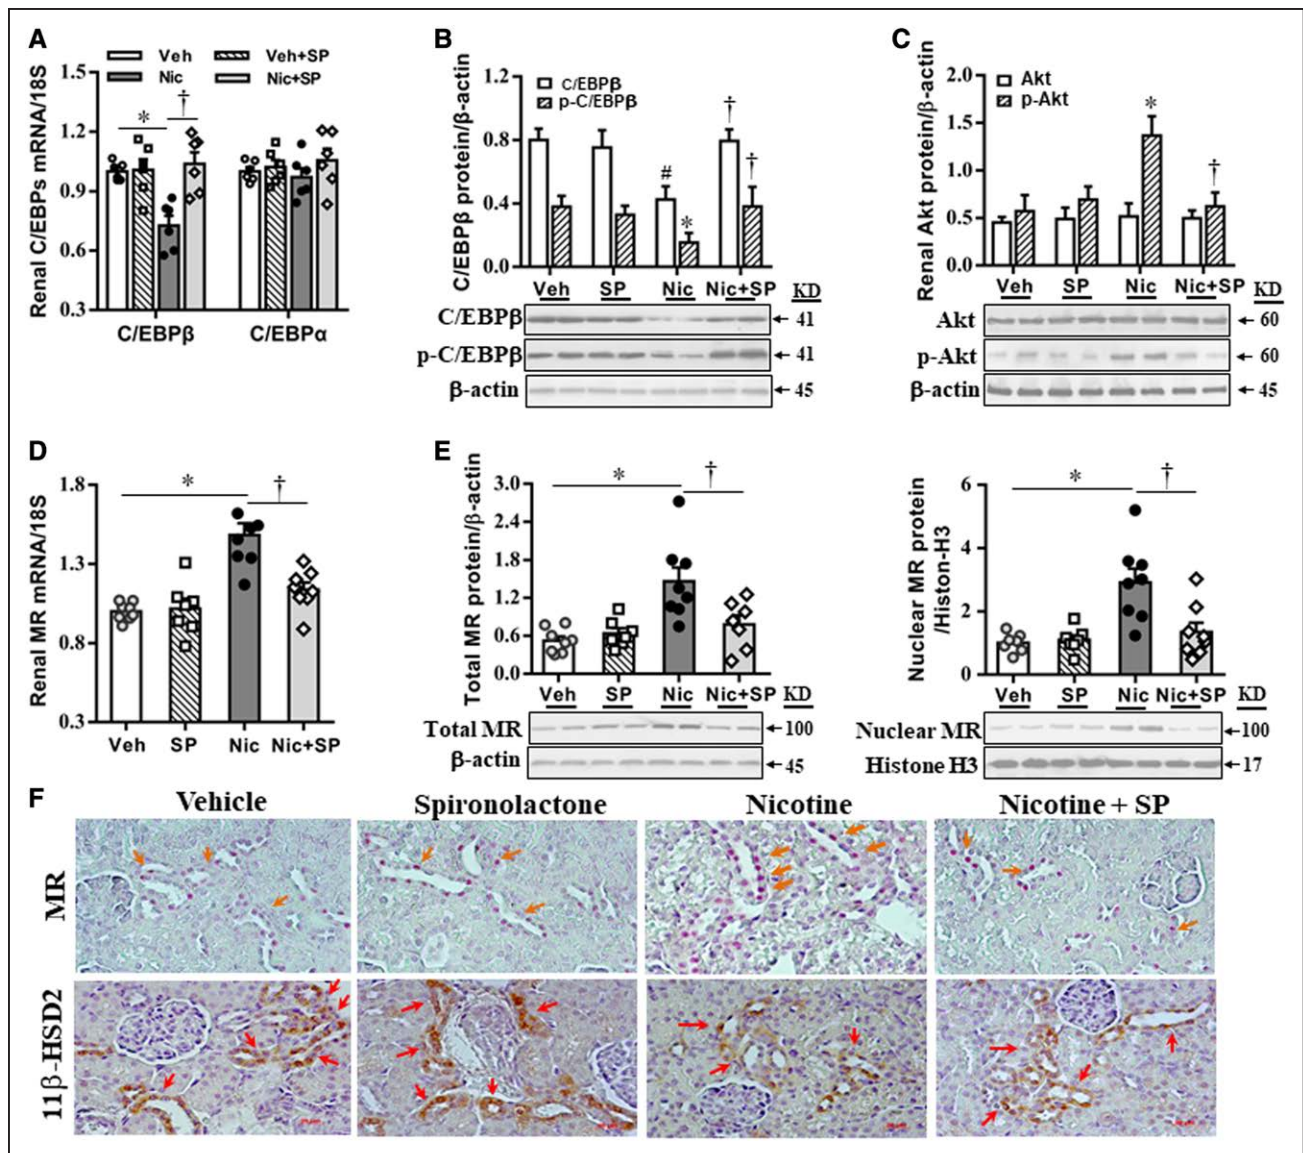 A
Veh
Veh+SP
Nic
Nic+SP
Renal C/EBPs mRNA/18S
1.5
1.2
0.9
0.6
0.3
*
†
C/EBPβ
C/EBPα
B
C/EBPβ
p-C/EBPβ
C/EBPβ protein/β-actin
1.2
0.8
0.4
0.0
#
*
†
†
Veh
SP
Nic
Nic+SP
KD
C/EBPβ
41
p-C/EBPβ
41
β-actin
45
C
Akt
p-Akt
Renal Akt protein/β-actin
2.0
1.5
1.0
0.5
0.0
*
†
Veh
SP
Nic
Nic+SP
KD
Akt
60
p-Akt
60
β-actin
45
D
Renal MR mRNA/18S
1.8
1.3
0.8
0.3
*
†
Veh
SP
Nic
Nic+SP
E
Total MR protein/β-actin
3.0
2.4
1.8
1.2
0.6
0.0
*
†
Veh
SP
Nic
Nic+SP
KD
Total MR
100
β-actin
45
Nuclear MR protein
/Histon-H3
6
4
2
0
*
†
Veh
SP
Nic
Nic+SP
KD
Nuclear MR
100
Histone H3
17
F
Vehicle
Spironolactone
Nicotine
Nicotine + SP
MR
11β-HSD2